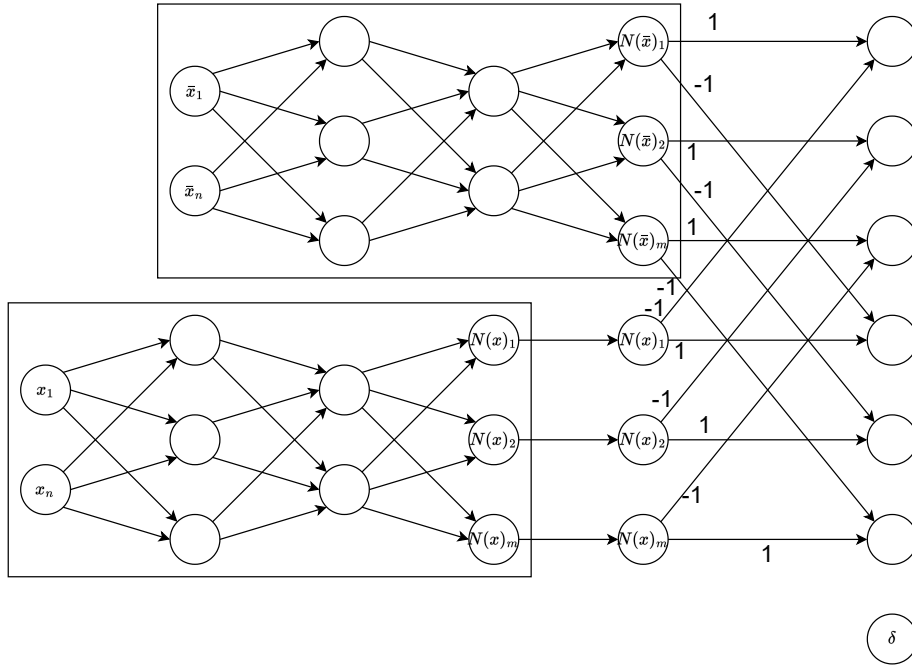 1
N(x̄)₁
x̄₁
-1
N(x̄)₂
1
-1
x̄ₙ
1
N(x̄)ₘ
-1
-1
N(x)₁
N(x)₁
1
x₁
-1
1
N(x)₂
N(x)₂
xₙ
-1
N(x)ₘ
N(x)ₘ
1
δ